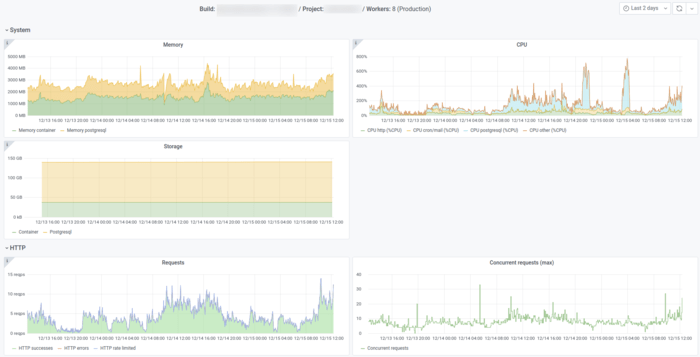 Build: / Project: / Workers: 8 (Production)
Last 2 days
System
Memory
5000 MB
4000 MB
3000 MB
2000 MB
1000 MB
0 MB
12/13 16:00 12/13 20:00 12/14 00:00 12/14 04:00 12/14 08:00 12/14 12:00 12/14 16:00 12/14 20:00 12/15 00:00 12/15 04:00 12/15 08:00 12/15 12:00
Memory container Memory postgresql
CPU
800%
600%
400%
200%
0%
12/13 16:00 12/13 20:00 12/14 00:00 12/14 04:00 12/14 08:00 12/14 12:00 12/14 16:00 12/14 20:00 12/15 00:00 12/15 04:00 12/15 08:00 12/15 12:00
CPU http (%CPU) CPU cron/mail (%CPU) CPU postgresql (%CPU) CPU other (%CPU)
Storage
150 GB
100 GB
50 GB
0 kB
12/13 16:00 12/13 20:00 12/14 00:00 12/14 04:00 12/14 08:00 12/14 12:00 12/14 16:00 12/14 20:00 12/15 00:00 12/15 04:00 12/15 08:00 12/15 12:00
Container Postgresql
HTTP
Requests
15 req/s
10 req/s
5 req/s
0 req/s
12/13 16:00 12/13 20:00 12/14 00:00 12/14 04:00 12/14 08:00 12/14 12:00 12/14 16:00 12/14 20:00 12/15 00:00 12/15 04:00 12/15 08:00 12/15 12:00
HTTP successes HTTP errors HTTP rate limited
Concurrent requests (max)
40
30
20
10
0
12/13 16:00 12/13 20:00 12/14 00:00 12/14 04:00 12/14 08:00 12/14 12:00 12/14 16:00 12/14 20:00 12/15 00:00 12/15 04:00 12/15 08:00 12/15 12:00
Concurrent requests